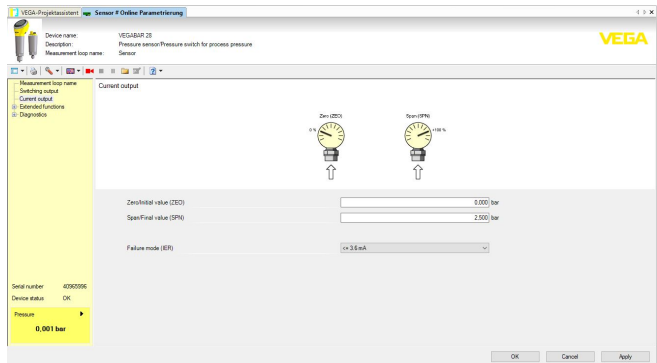 VEGA-Projektassistent
Sensor # Online Parametrierung
Device name: VEGABAR 28
Description: Pressure sensor/Pressure switch for process pressure
Measurement loop name: Sensor
VEGA
Measurement loop name
Switching output
Current output
Extended functions
Diagnostics
Current output
Zero (ZEO)
Span (SPN)
0 %
+100 %
Zero/Initial value (ZEO) 0.000 bar
Span/Final value (SPN) 2.500 bar
Failure mode (IER) <= 3.6 mA
Serial number 40965996
Device status OK
Pressure
0,001 bar
OK
Cancel
Apply